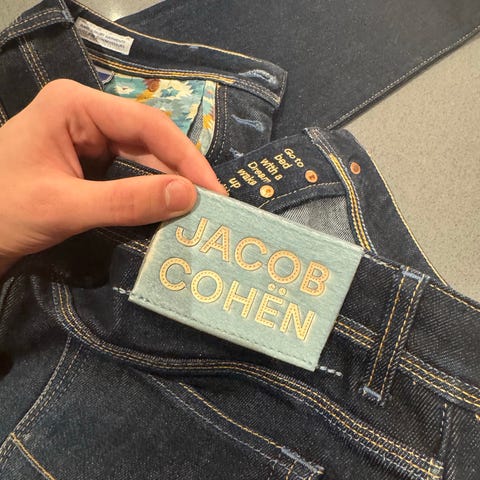 Go to
bed
with a
Dream
wake
up
JACOB
COHËN